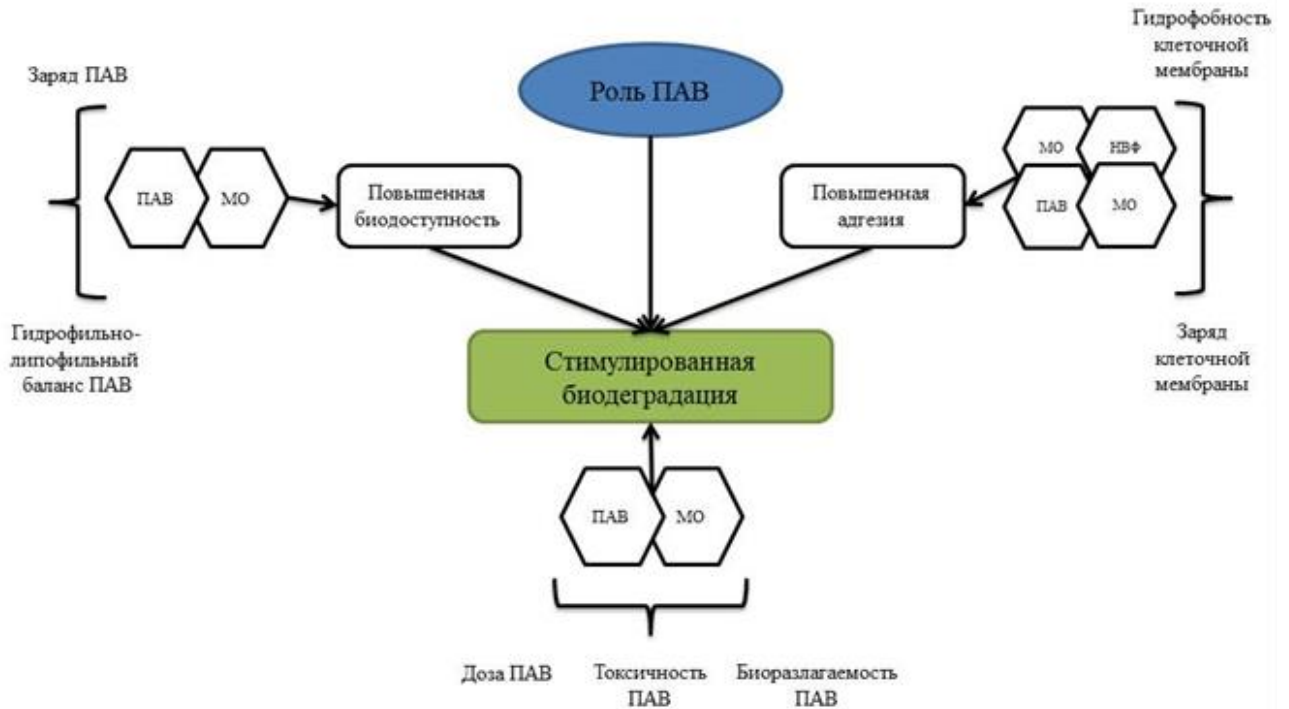 Роль ПАВ
Заряд ПАВ
ПАВ
МО
Повышенная
биодоступность
Гидрофильно-
липофильный
баланс ПАВ
Гидрофобность
клеточной
мембраны
МО
НВФ
ПАВ
МО
Повышенная
адгезия
Заряд
клеточной
мембраны
Стимулированная
биодеградация
ПАВ
МО
Доза ПАВ
Токсичность
ПАВ
Биоразлагаемость
ПАВ